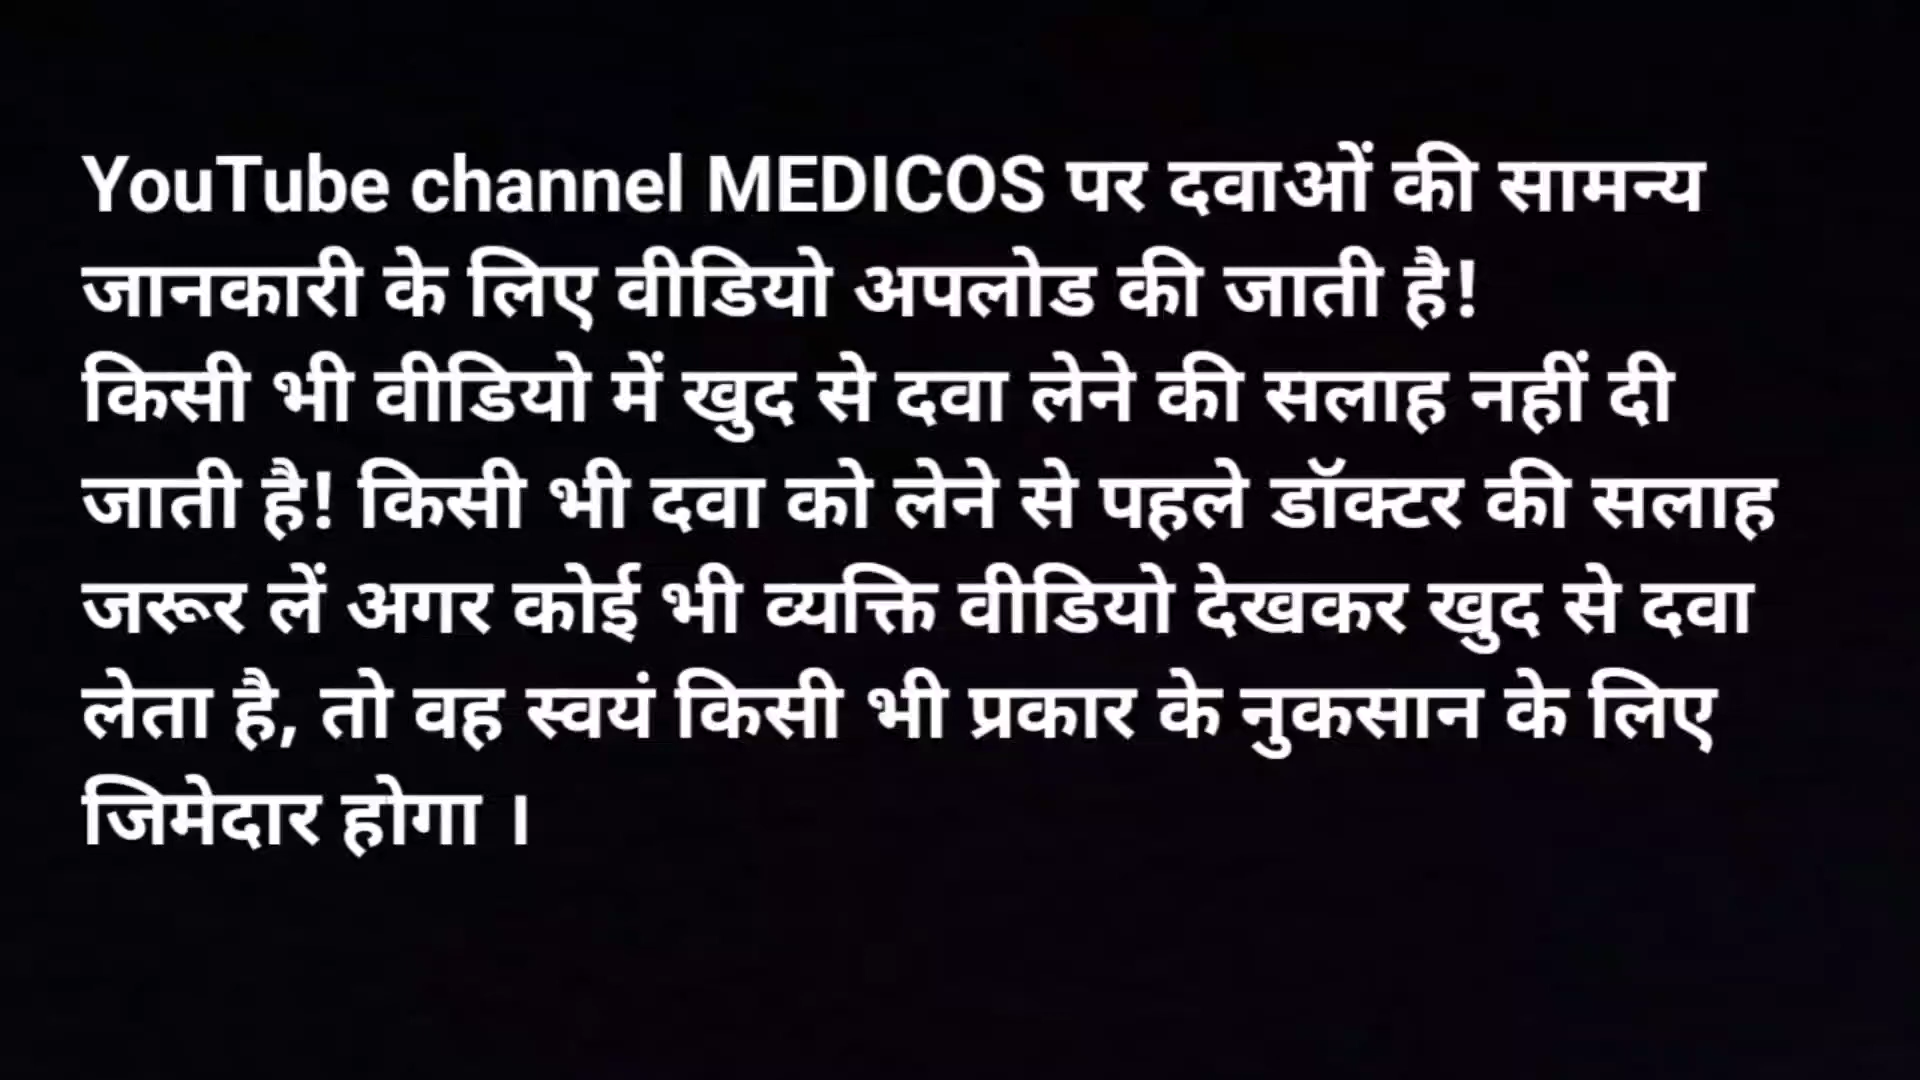 YouTube channel MEDICOS पर दवाओं की सामन्य
जानकारी के लिए वीडियो अपलोड की जाती है!
किसी भी वीडियो में खुद से दवा लेने की सलाह नहीं दी
जाती है! किसी भी दवा को लेने से पहले डॉक्टर की सलाह
जरूर लें अगर कोई भी व्यक्ति वीडियो देखकर खुद से दवा
लेता है, तो वह स्वयं किसी भी प्रकार के नुकसान के लिए
जिमेदार होगा ।